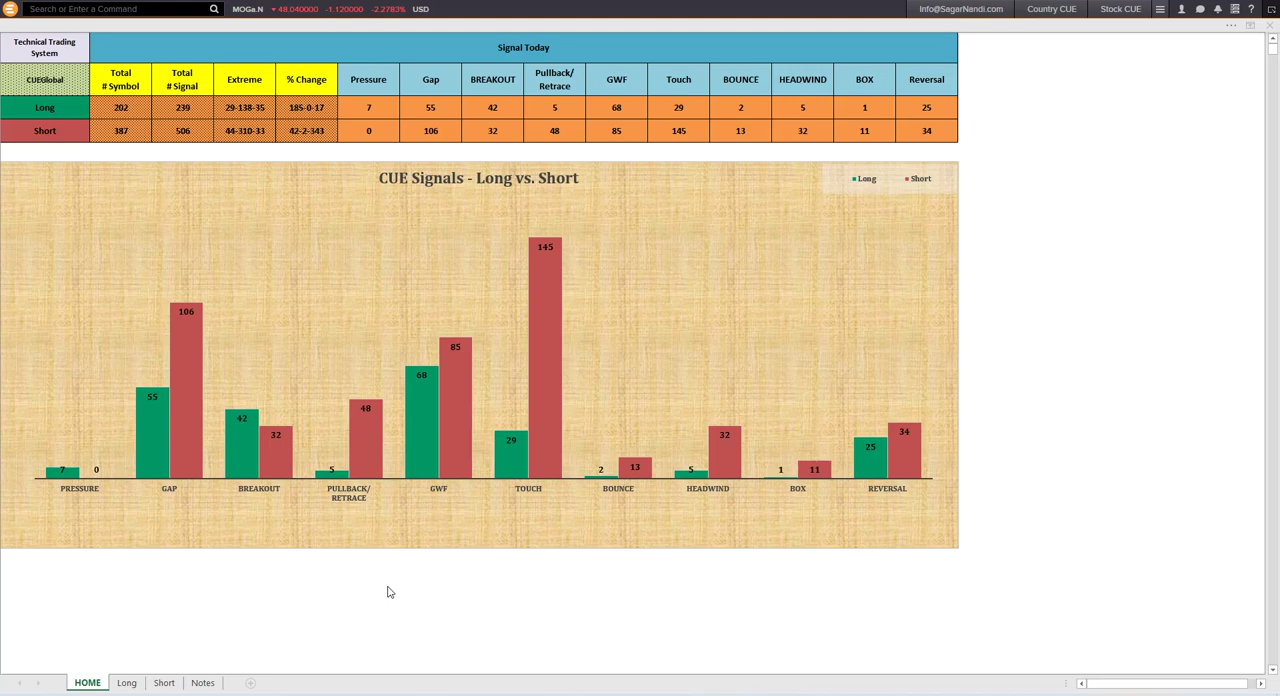 Search or Enter a Command
MOGa.N 48.040000 -1.120000 -2.2783% USD
Info@SagarNandi.com
Country CUE
Stock CUE
?
Technical Trading
System
Signal Today
CUEGlobal
Total
# Symbol
Total
# Signal
Extreme
% Change
Pressure
Gap
BREAKOUT
Pullback/
Retrace
GWF
Touch
BOUNCE
HEADWIND
BOX
Reversal
Long 202 239 29-138-35 185-0-17 7 55 42 5 68 29 2 5 1 25
Short 387 506 44-310-33 42-2-343 0 106 32 48 85 145 13 32 11 34
CUE Signals - Long vs. Short
Long Short
145
106
85
68
55
48
42
32
5
29
7
0
2
13
5
32
1
11
25
34
PRESSURE
GAP
BREAKOUT
PULLBACK/
RETRACE
GWF
TOUCH
BOUNCE
HEADWIND
BOX
REVERSAL
HOME Long Short Notes